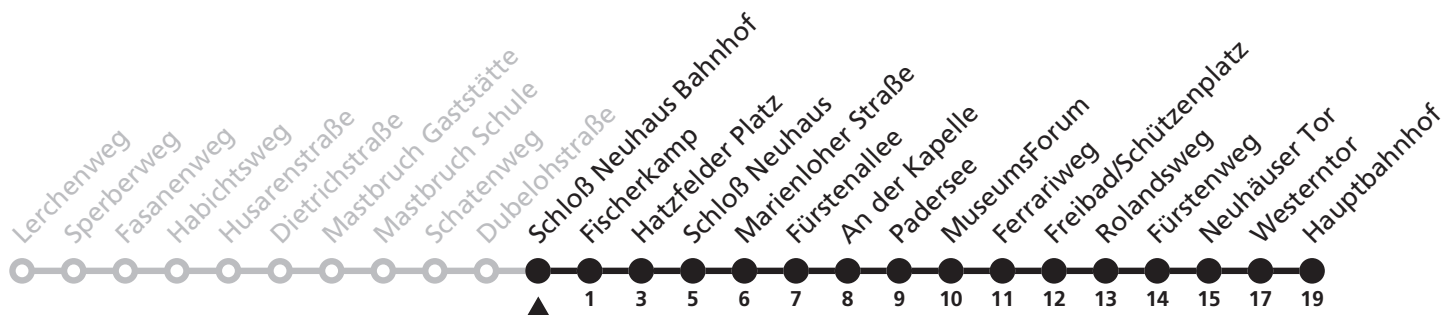 Lerchenweg
Sperberweg
Fasanenweg
Habichtsweg
Husarenstraße
Dietrichstraße
Mastbruch Gaststätte
Mastbruch Schule
Schatenweg
Dubelohstraße
Schloß Neuhaus Bahnhof
Fischerkamp
Hatzfelder Platz
Schloß Neuhaus
Marienloher Straße
Fürstenallee
An der Kapelle
Padersee
MuseumsForum
Ferrariweg
Freibad/Schützenplatz
Rolandsweg
Fürstenweg
Neuhäuser Tor
Westerntor
Hauptbahnhof
1 3 5 6 7 8 9 10 11 12 13 14 15 17 19